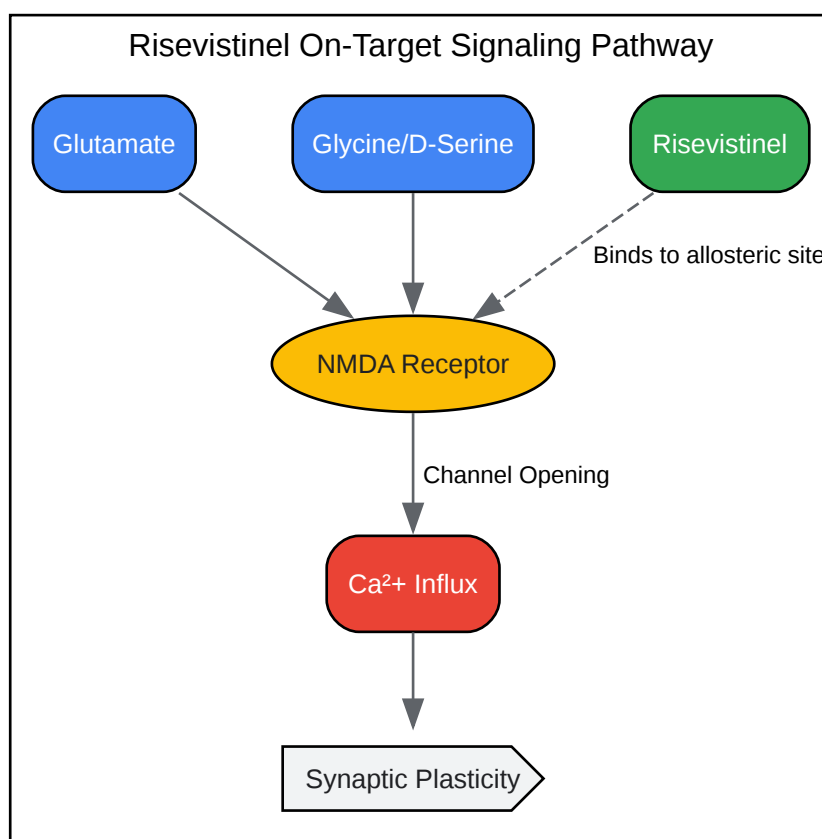 Risevistinel On-Target Signaling Pathway
Glutamate
Glycine/D-Serine
Risevistinel
Binds to allosteric site
NMDA Receptor
Channel Opening
Ca²+ Influx
Synaptic Plasticity